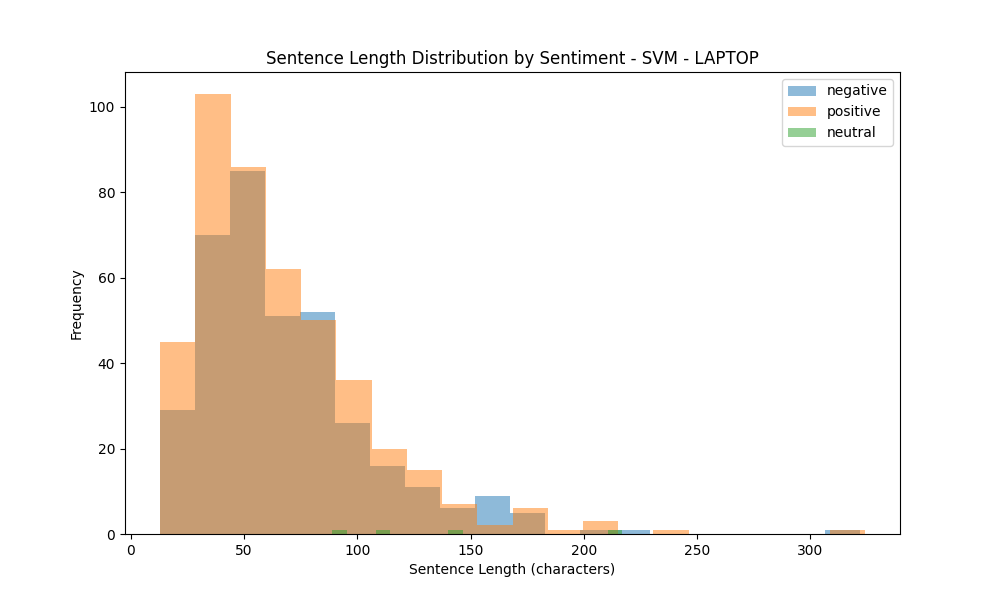 Sentence Length Distribution by Sentiment - SVM - LAPTOP
negative
positive
neutral
Frequency
100
80
60
40
20
0
0 50 100 150 200 250 300
Sentence Length (characters)